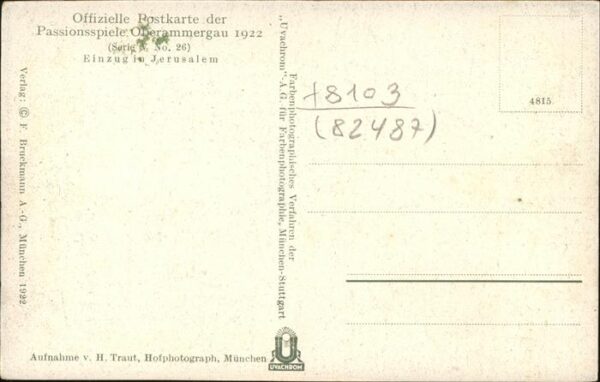 Offizielle Postkarte der
Passionsspiele Oberammergau 1922
(Serie V. No. 26)
Einzug in Jerusalem
Verlag: © F. Bruckmann A.-G., München 1922.
Farbenphotographisches Verfahren der
„Uvachrom“-A.G. für Farbenphotographie, München-Stuttgart
+8103
(82487)
4815.
Aufnahme v. H. Traut, Hofphotograph, München
UVACHROM